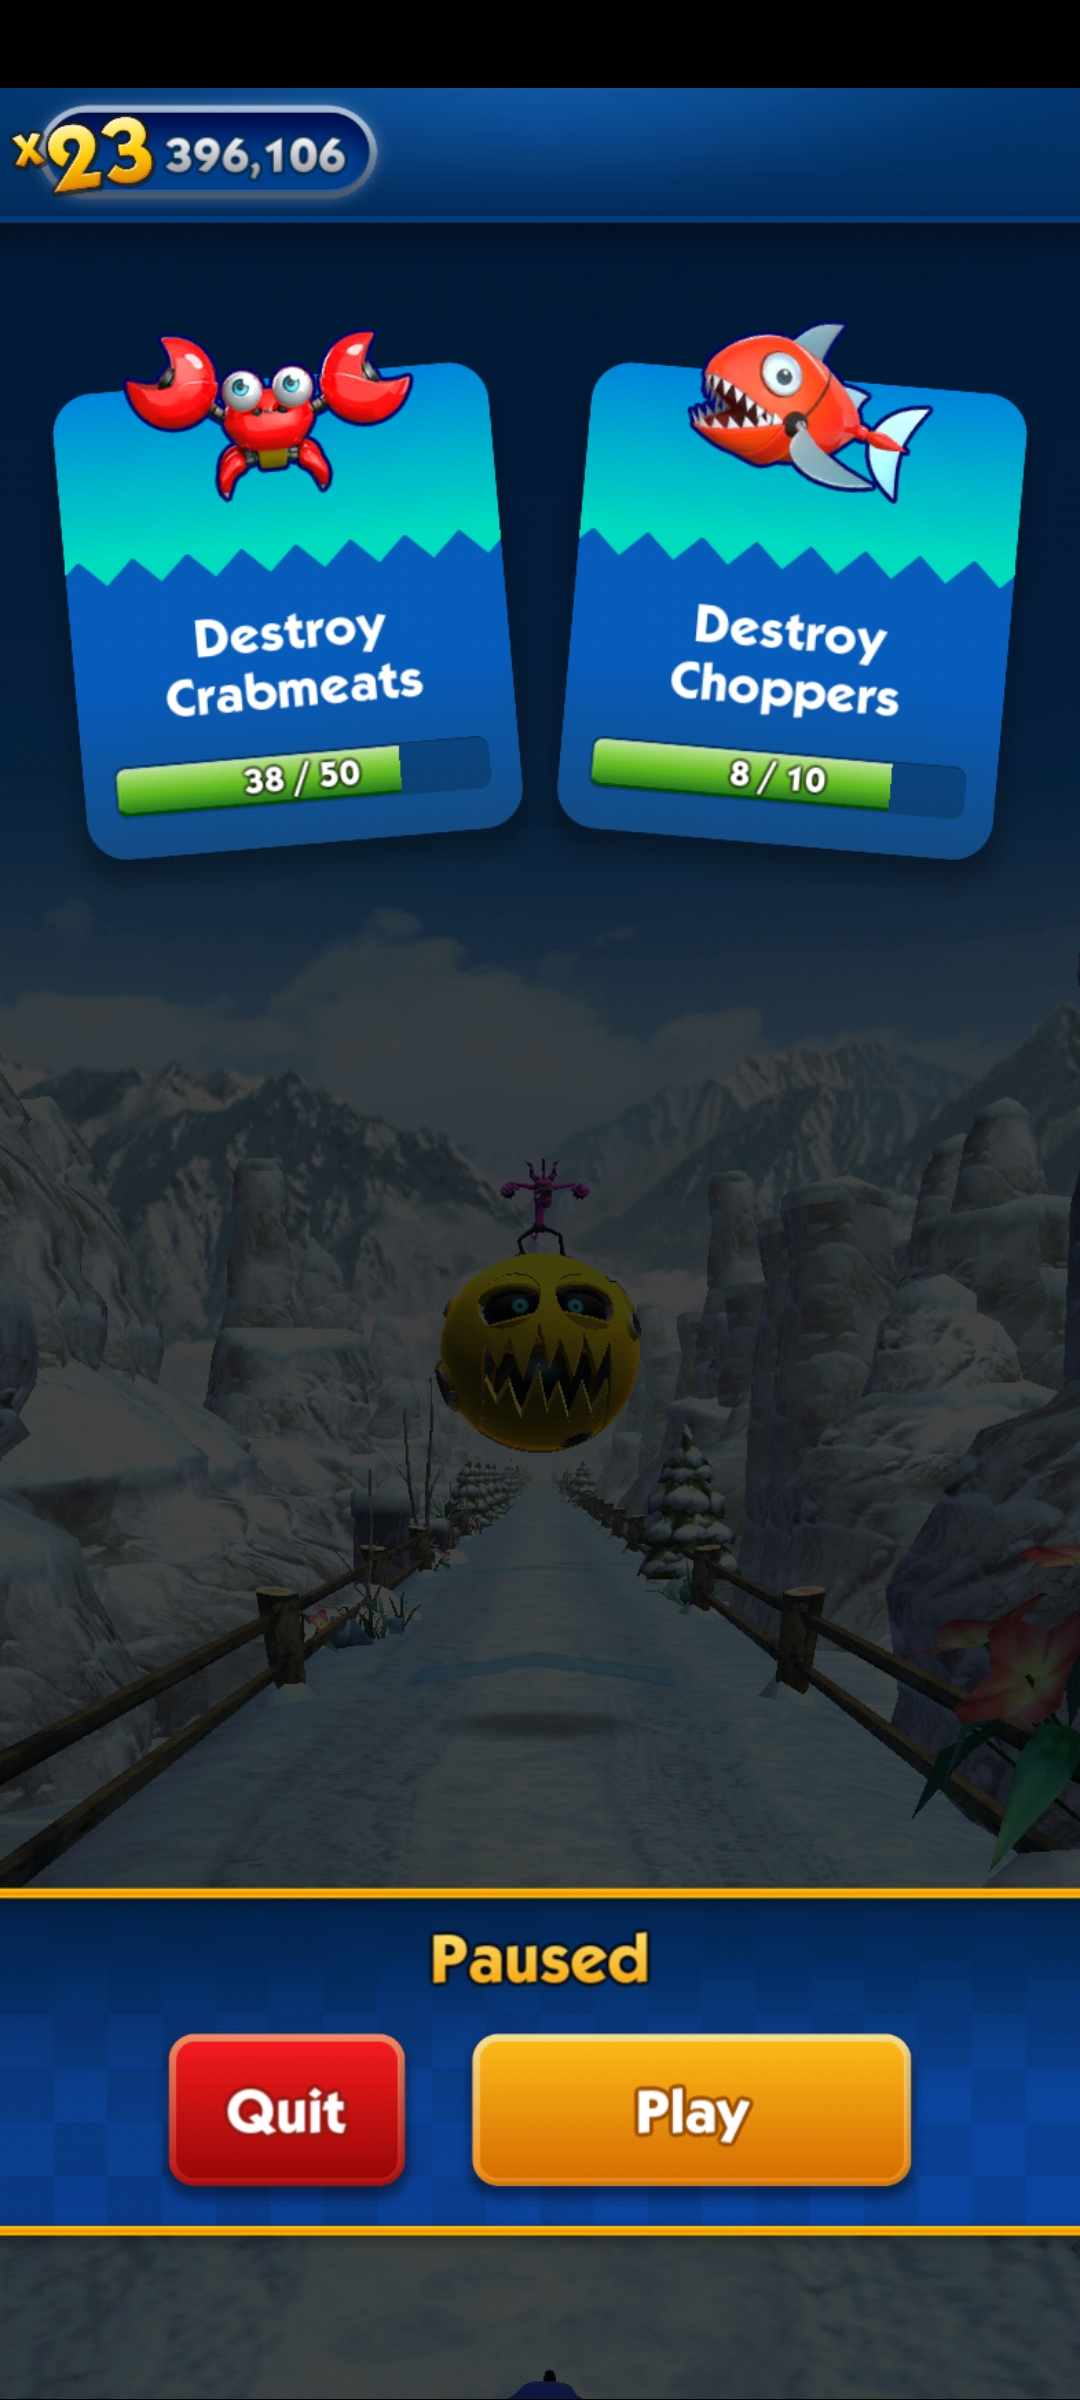 x23 396,106
Destroy
Crabmeats
38 / 50
Destroy
Choppers
8 / 10
Paused
Quit
Play